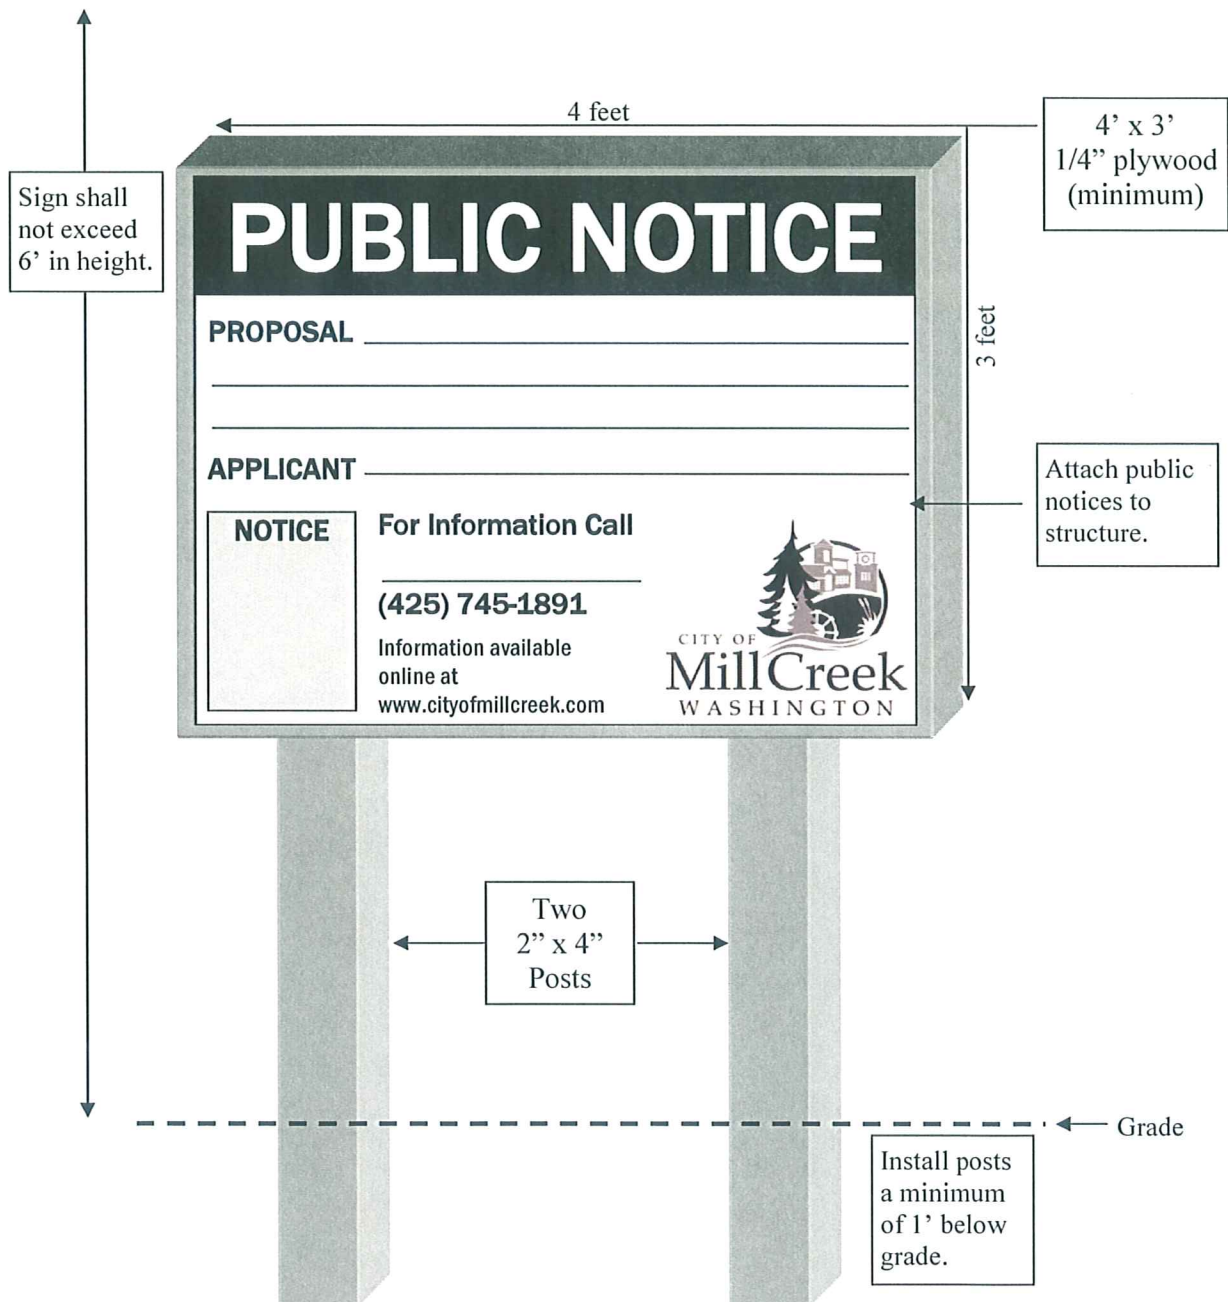 4 feet
4’ x 3’
1/4” plywood
(minimum)
Sign shall
not exceed
6’ in height.
PUBLIC NOTICE
PROPOSAL
3 feet
APPLICANT
Attach public
notices to
structure.
NOTICE
For Information Call
(425) 745-1891
Information available
online at
www.cityofmillcreek.com
CITY OF
Mill Creek
WASHINGTON
Two
2” x 4”
Posts
Grade
Install posts
a minimum
of 1’ below
grade.